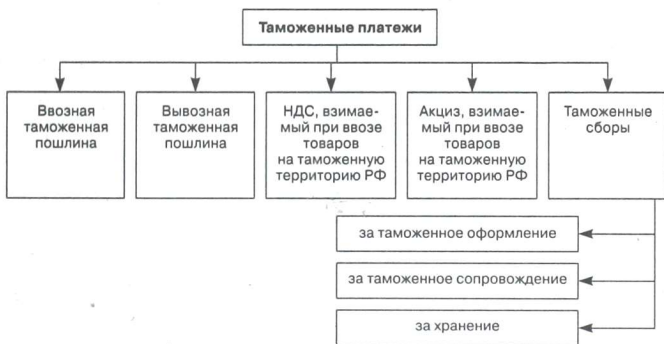 Таможенные платежи
Ввозная
таможенная
пошлина
Вывозная
таможенная
пошлина
НДС, взимае-
мый при ввозе
товаров
на таможенную
территорию РФ
Акциз, взимае-
мый при ввозе
товаров
на таможенную
территорию РФ
Таможенные
сборы
за таможенное оформление
за таможенное сопровождение
за хранение